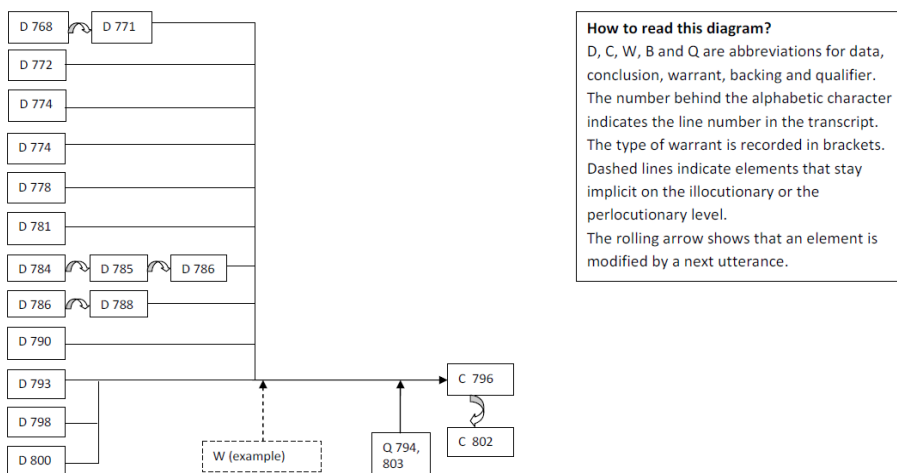 D 768
D 771
D 772
D 774
D 774
D 778
D 781
D 784
D 785
D 786
D 786
D 788
D 790
D 793
D 798
D 800
W (example)
Q 794,
803
C 796
C 802
How to read this diagram?
D, C, W, B and Q are abbreviations for data,
conclusion, warrant, backing and qualifier.
The number behind the alphabetic character
indicates the line number in the transcript.
The type of warrant is recorded in brackets.
Dashed lines indicate elements that stay
implicit on the illocutionary or the
perlocutionary level.
The rolling arrow shows that an element is
modified by a next utterance.